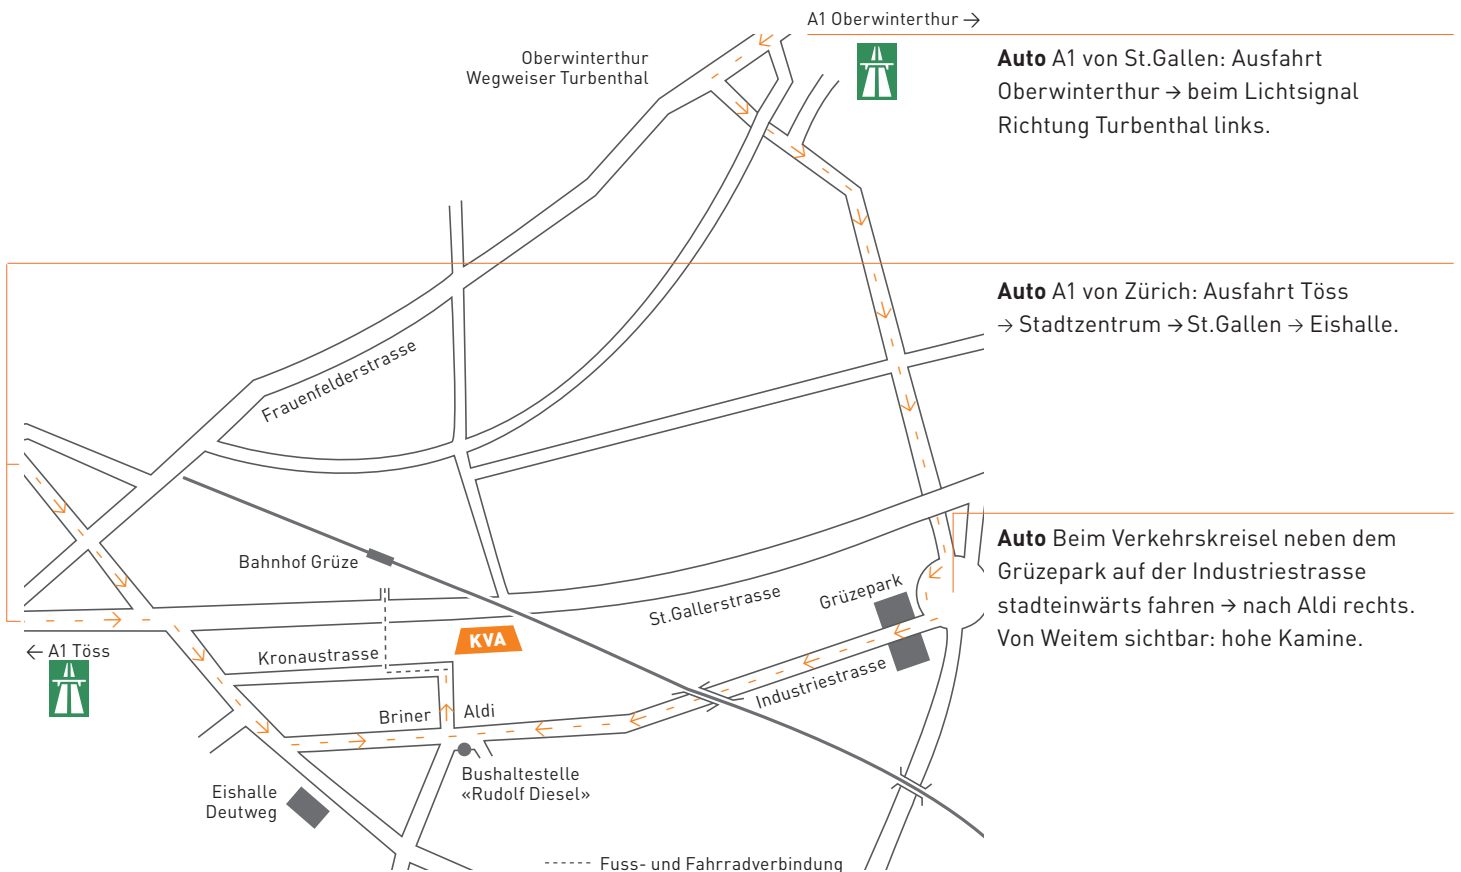 A1 Oberwinterthur →
Oberwinterthur
Wegweiser Turbenthal
Auto A1 von St.Gallen: Ausfahrt
Oberwinterthur → beim Lichtsignal
Richtung Turbenthal links.
Auto A1 von Zürich: Ausfahrt Töss
→ Stadtzentrum → St.Gallen → Eishalle.
Frauenfelderstrasse
Bahnhof Grüze
Auto Beim Verkehrskreisel neben dem
Grüzepark auf der Industriestrasse
stadteinwärts fahren → nach Aldi rechts.
Von Weitem sichtbar: hohe Kamine.
St.Gallerstrasse
Grüzepark
← A1 Töss
Kronaustrasse
KVA
Industriestrasse
Briner
Aldi
Bushaltestelle
«Rudolf Diesel»
Eishalle
Deutweg
Fuss- und Fahrradverbindung